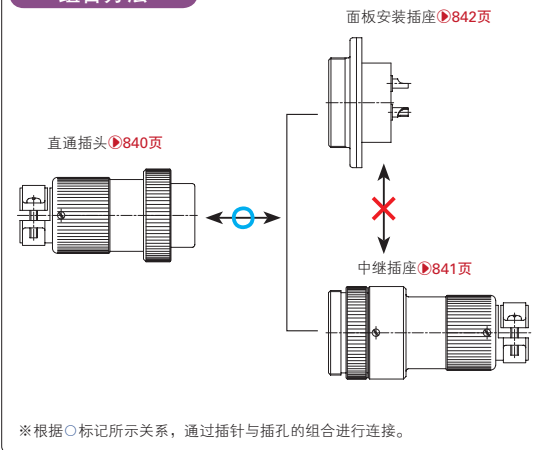 面板安装插座842页
直通插头840页
中继插座841页
※根据○标记所示关系，通过插针与插孔的组合进行连接。